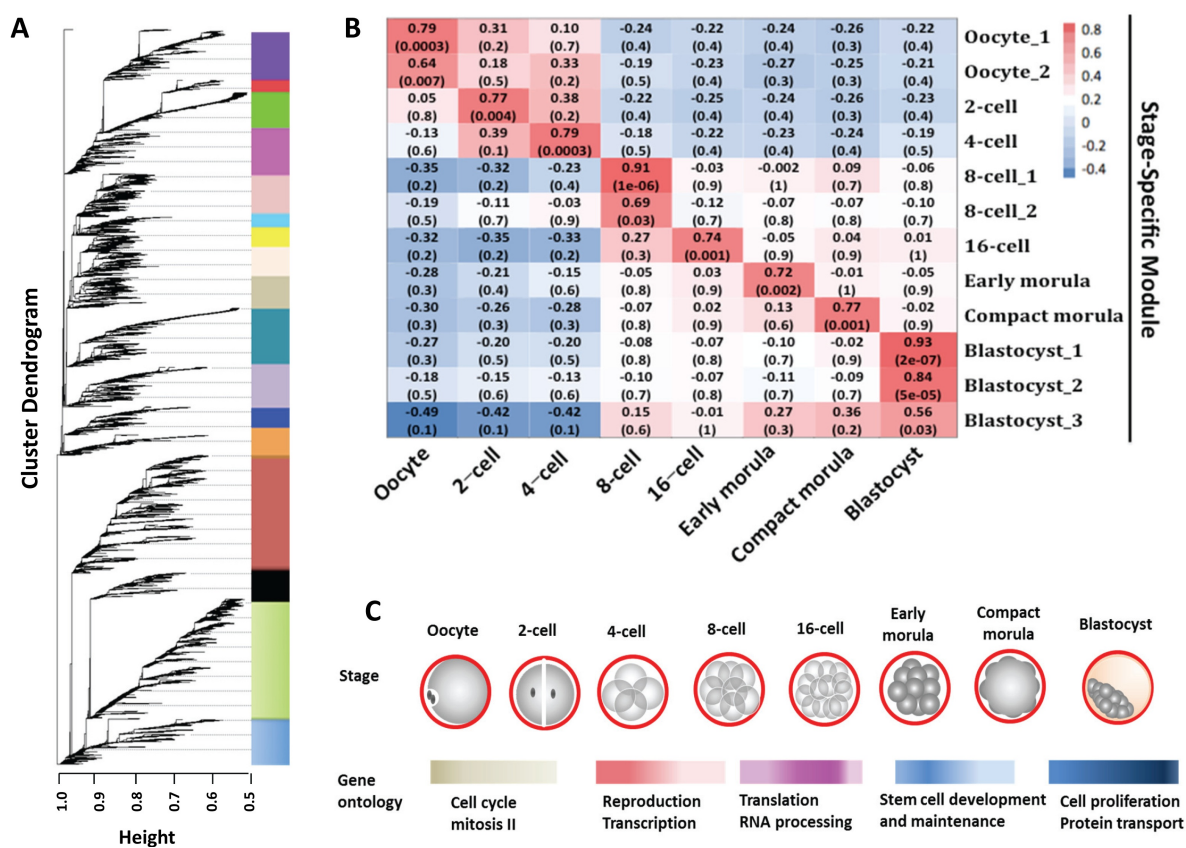 A
Cluster Dendrogram
1.0 0.9 0.8 0.7 0.6 0.5
Height
B
0.79 0.31 0.10 -0.24 -0.22 -0.24 -0.26 -0.22 Oocyte_1
(0.0003) (0.2) (0.7) (0.4) (0.4) (0.4) (0.3) (0.4)
0.64 0.18 0.33 -0.19 -0.23 -0.27 -0.25 -0.21 Oocyte_2
(0.007) (0.5) (0.2) (0.5) (0.4) (0.3) (0.3) (0.4)
0.05 0.77 0.38 -0.22 -0.25 -0.24 -0.26 -0.23 2-cell
(0.8) (0.004) (0.2) (0.4) (0.4) (0.4) (0.3) (0.4)
-0.13 0.39 0.79 -0.18 -0.22 -0.23 -0.24 -0.19 4-cell
(0.6) (0.1) (0.0003) (0.5) (0.4) (0.4) (0.4) (0.5)
-0.35 -0.32 -0.23 0.91 -0.03 -0.002 0.09 -0.06 8-cell_1
(0.2) (0.2) (0.4) (1e-06) (0.9) (1) (0.7) (0.8)
-0.19 -0.11 -0.03 0.69 -0.12 -0.07 -0.07 -0.10 8-cell_2
(0.5) (0.7) (0.9) (0.03) (0.7) (0.8) (0.8) (0.7)
-0.32 -0.35 -0.33 0.27 0.74 -0.05 0.04 0.01 16-cell
(0.2) (0.2) (0.2) (0.3) (0.001) (0.9) (0.9) (1)
-0.28 -0.21 -0.15 -0.05 0.03 0.72 -0.01 -0.05 Early morula
(0.3) (0.4) (0.6) (0.8) (0.9) (0.002) (1) (0.9)
-0.30 -0.26 -0.28 -0.07 0.02 0.13 0.77 -0.02 Compact morula
(0.3) (0.3) (0.3) (0.8) (0.9) (0.6) (0.001) (0.9)
-0.27 -0.20 -0.20 -0.08 -0.07 -0.10 -0.02 0.93 Blastocyst_1
(0.3) (0.5) (0.5) (0.8) (0.8) (0.7) (0.9) (2e-07)
-0.18 -0.15 -0.13 -0.10 -0.07 -0.11 -0.09 0.84 Blastocyst_2
(0.5) (0.6) (0.6) (0.7) (0.8) (0.7) (0.7) (5e-05)
-0.49 -0.42 -0.42 0.15 -0.01 0.27 0.36 0.56 Blastocyst_3
(0.1) (0.1) (0.1) (0.6) (1) (0.3) (0.2) (0.03)
Oocyte 2-cell 4-cell 8-cell 16-cell Early morula Compact morula Blastocyst
0.8
0.6
0.4
0.2
0
-0.2
-0.4
Stage-Specific Module
C
Oocyte 2-cell 4-cell 8-cell 16-cell Early morula Compact morula Blastocyst
Stage
Gene ontology
Cell cycle
mitosis II
Reproduction
Transcription
Translation
RNA processing
Stem cell development
and maintenance
Cell proliferation
Protein transport